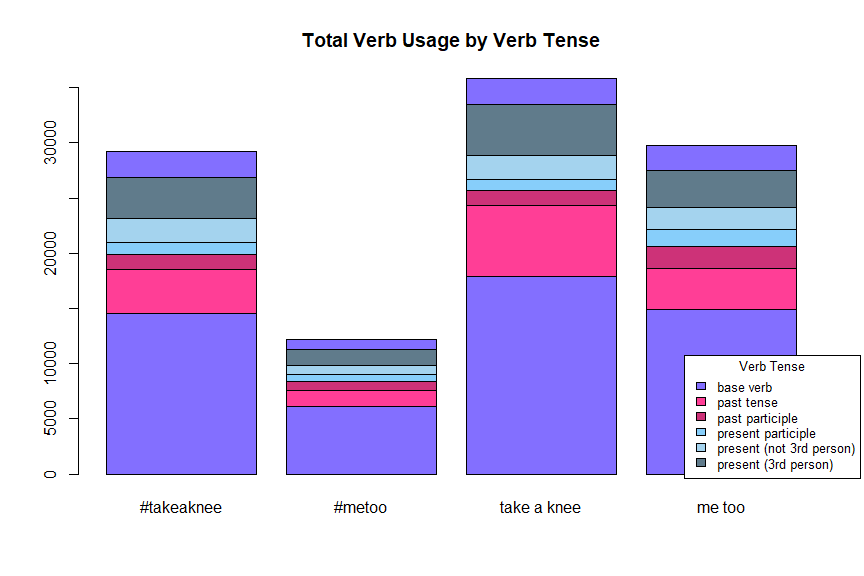 Total Verb Usage by Verb Tense
30000
20000
10000
5000
0
Verb Tense
base verb
past tense
past participle
present participle
present (not 3rd person)
present (3rd person)
#takeaknee
#metoo
take a knee
me too